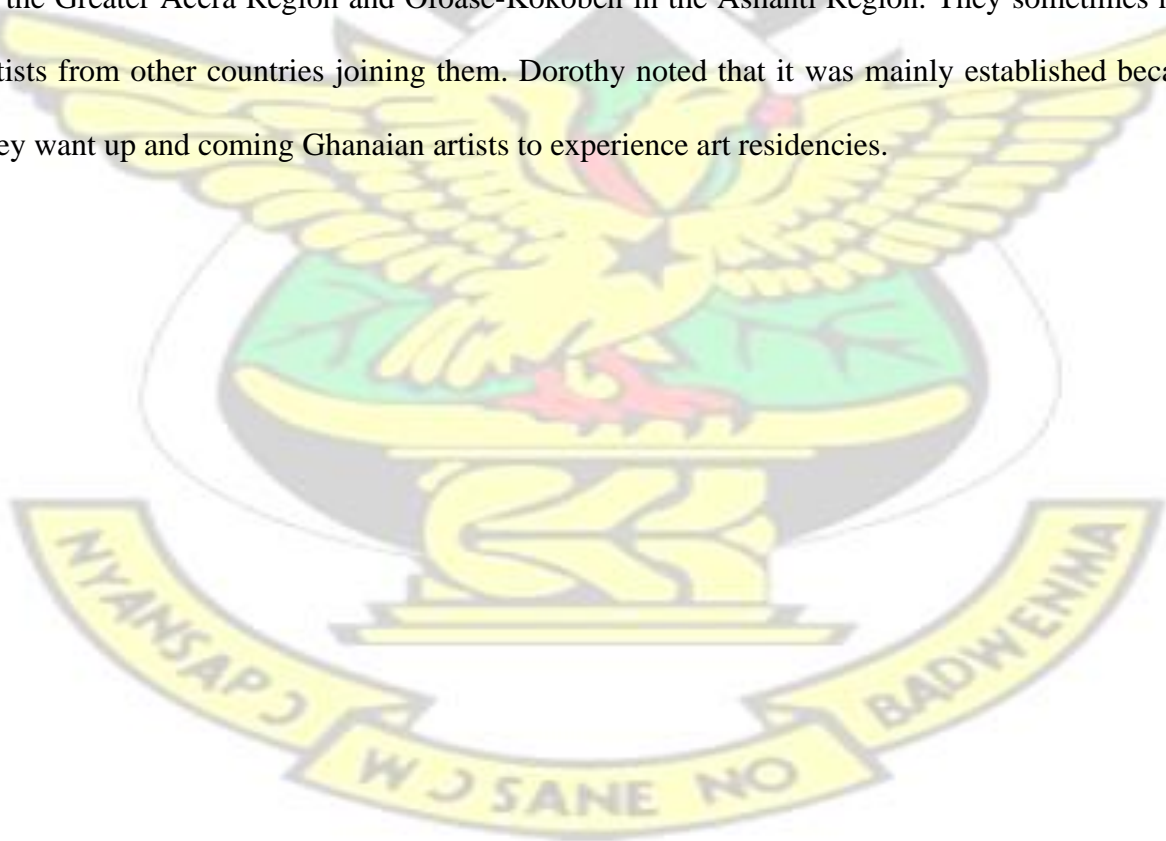 the Greater Accra Region and Ofoase-Kokoben in the Ashanti Region. They sometimes
tists from other countries joining them. Dorothy noted that it was mainly established beca
ey want up and coming Ghanaian artists to experience art residencies.
NYANSAPƆ
WƆSANE NO
BADWENMA